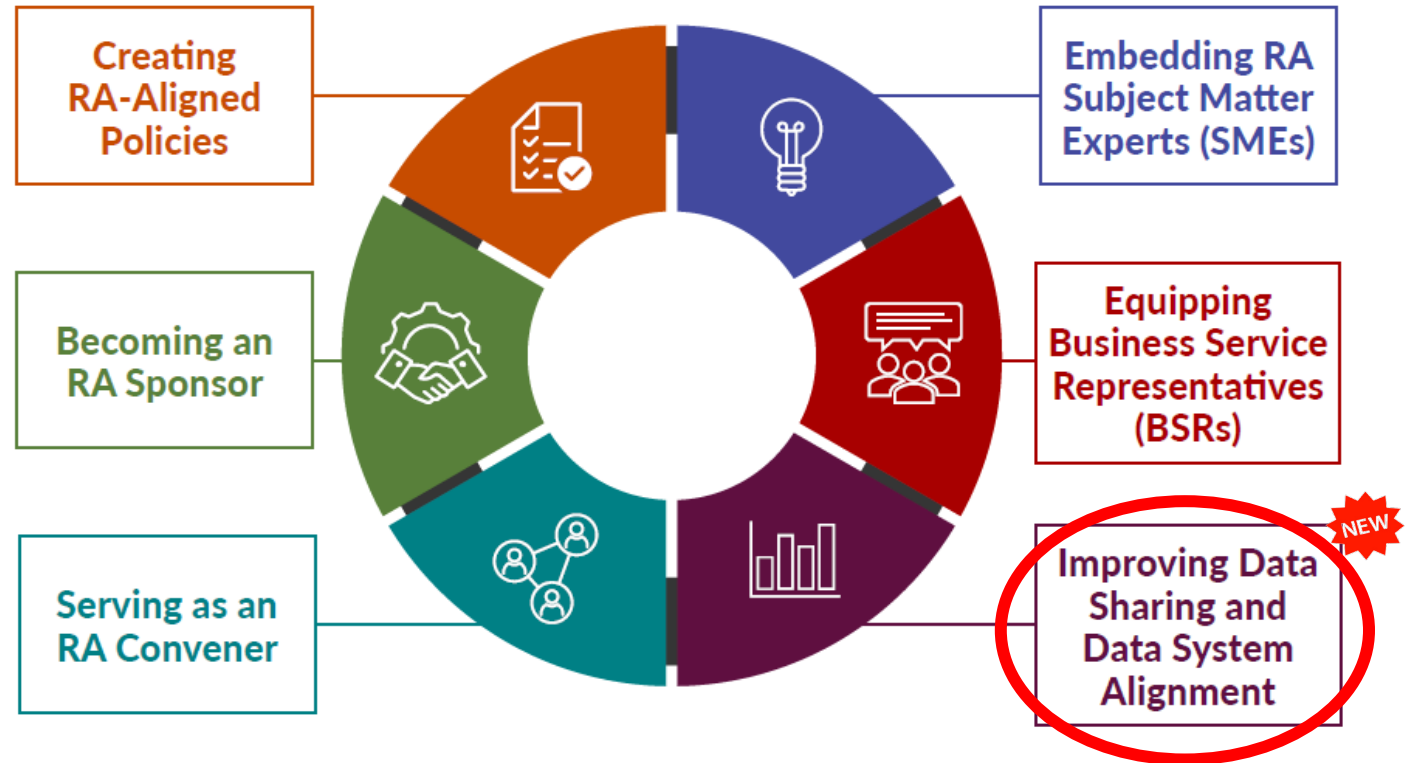 Creating
RA-Aligned
Policies
Embedding RA
Subject Matter
Experts (SMEs)
Becoming an
RA Sponsor
Equipping
Business Service
Representatives
(BSRs)
Serving as an
RA Convener
NEW
Improving Data
Sharing and
Data System
Alignment